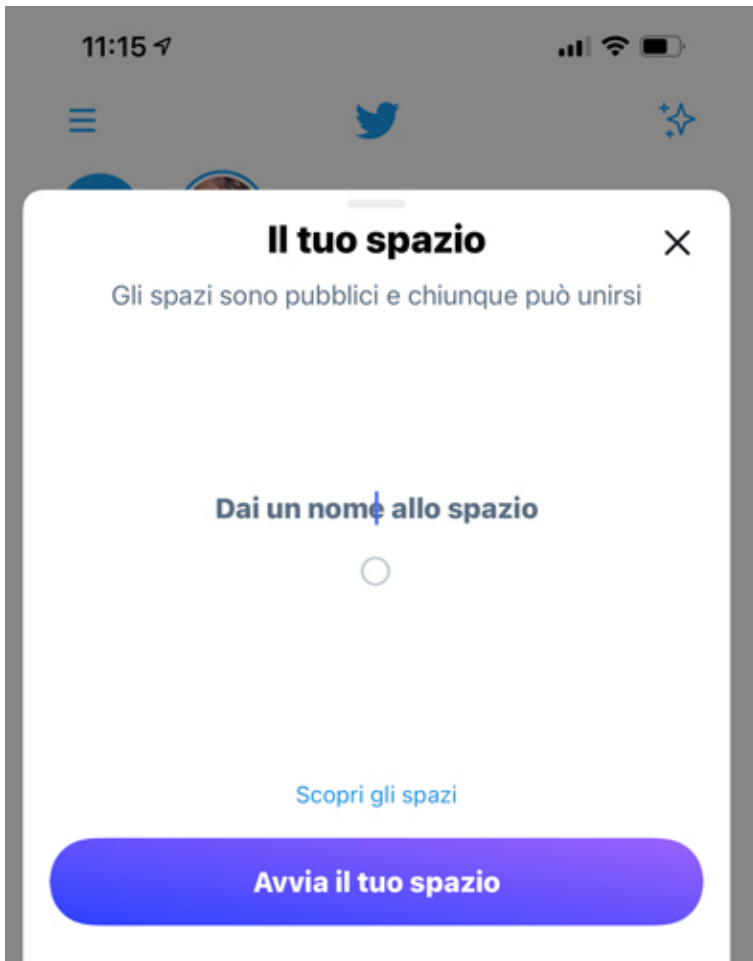 11:15
Il tuo spazio
Gli spazi sono pubblici e chiunque può unirsi
Dai un nome allo spazio
Scopri gli spazi
Avvia il tuo spazio